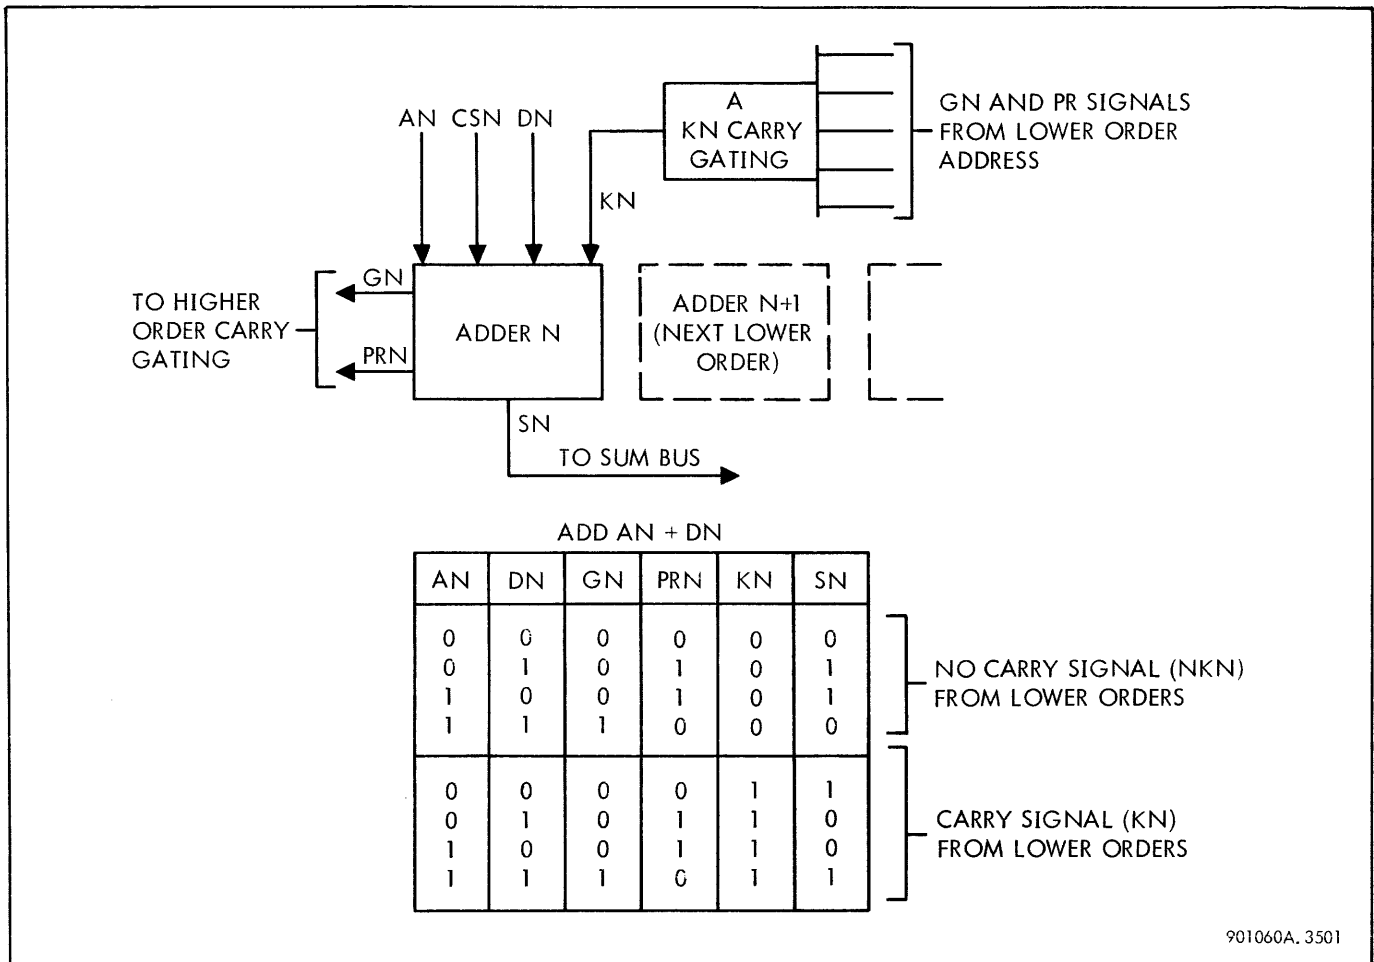 AN CSN DN
A
KN CARRY
GATING
GN AND PR SIGNALS
FROM LOWER ORDER
ADDRESS
KN
TO HIGHER
ORDER CARRY
GATING
GN
PRN
ADDER N
ADDER N+1
(NEXT LOWER
ORDER)
SN
TO SUM BUS
ADD AN + DN
AN DN GN PRN KN SN
0 0 0 0 0 0
0 1 0 1 0 1
1 0 0 1 0 1
1 1 1 0 0 0
NO CARRY SIGNAL (NKN)
FROM LOWER ORDERS
0 0 0 0 1 1
0 1 0 1 1 0
1 0 0 1 1 0
1 1 1 0 1 1
CARRY SIGNAL (KN)
FROM LOWER ORDERS
901060A. 3501